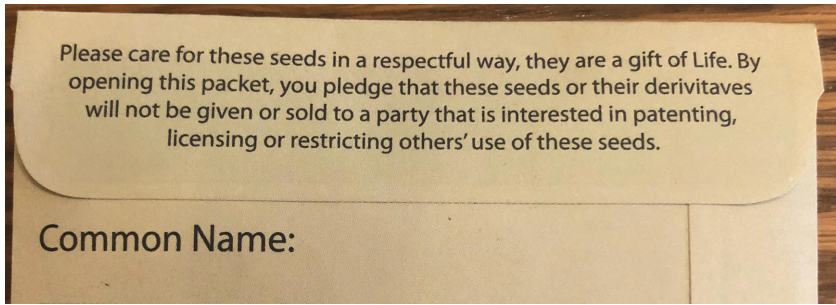 Please care for these seeds in a respectful way, they are a gift of Life. By
opening this packet, you pledge that these seeds or their derivitaves
will not be given or sold to a party that is interested in patenting,
licensing or restricting others' use of these seeds.
Common Name: